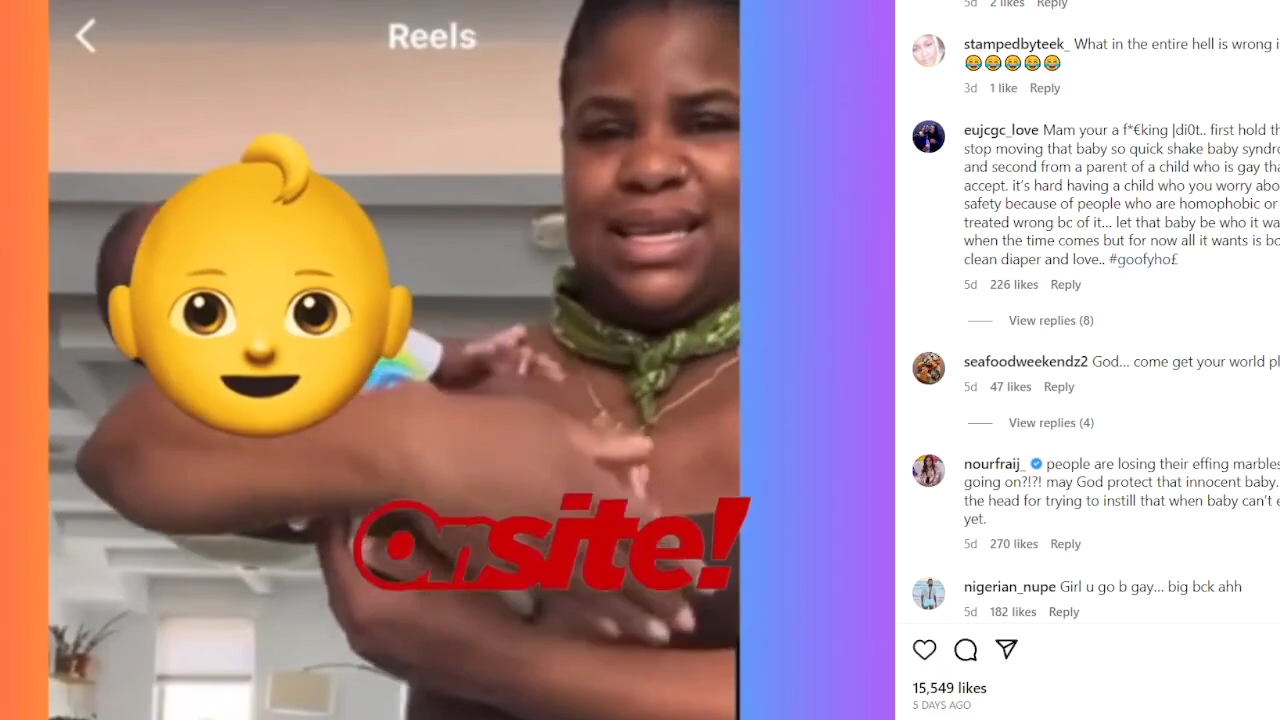 Reels
Onsite!
5d 2 likes Reply
stampedbyteek_ What in the entire hell is wrong i
😂😂😂😂😂
3d 1 like Reply
eujcgc_love Mam your a f*€king |di0t.. first hold th
stop moving that baby so quick shake baby syndro
and second from a parent of a child who is gay tha
accept. it's hard having a child who you worry abo
safety because of people who are homophobic or
treated wrong bc of it... let that baby be who it wa
when the time comes but for now all it wants is bo
clean diaper and love.. #goofyho£
5d 226 likes Reply
View replies (8)
seafoodweekendz2 God... come get your world pl
5d 47 likes Reply
View replies (4)
nourfraij_ people are losing their effing marbles
going on?!?! may God protect that innocent baby.
the head for trying to instill that when baby can't e
yet.
5d 270 likes Reply
nigerian_nupe Girl u go b gay... big bck ahh
5d 182 likes Reply
15,549 likes
5 DAYS AGO